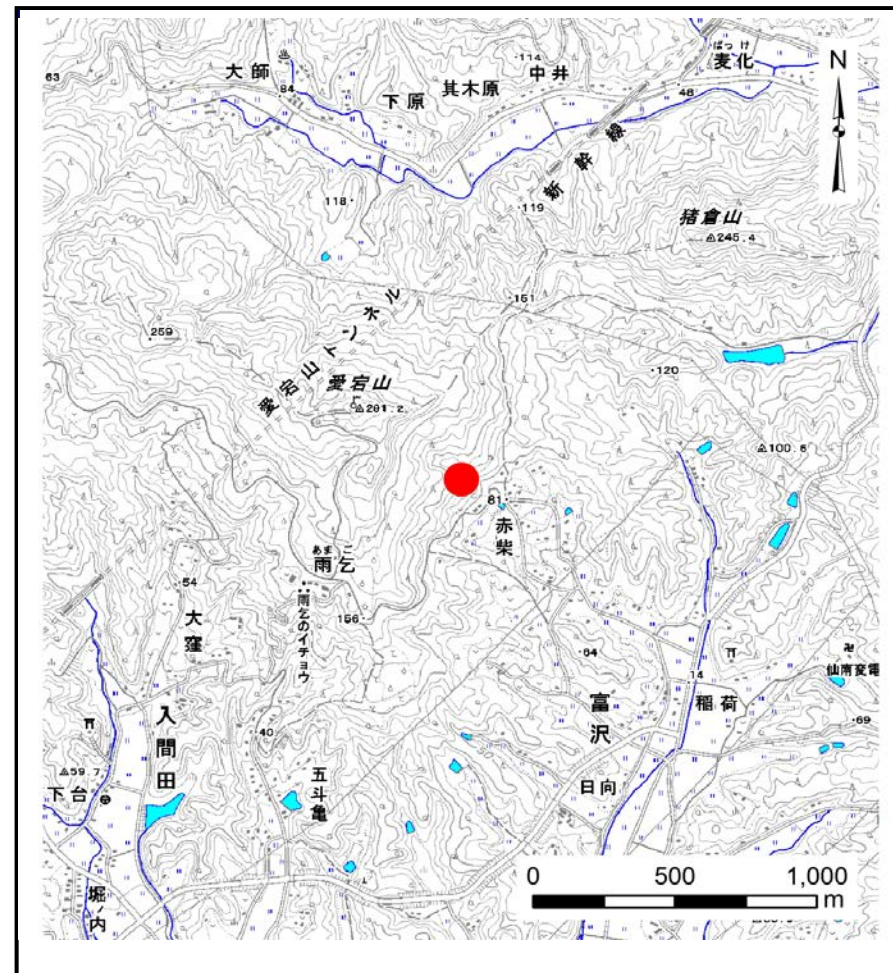 63
大師
84
下原
其木原
114
中井
ばっけ
麦化
48
N
新幹線
119
118
猪倉山
245.4
200
151
259
愛宕山トンネル
愛宕山
120
100.6
81
赤柴
あまご
雨乞
雨乞のイチョウ
156
54
大窪
64
14
稲荷
仙南変電
富沢
69
入間田
40
59.7
下台
五斗亀
日向
堀ノ内
0 500 1,000
m